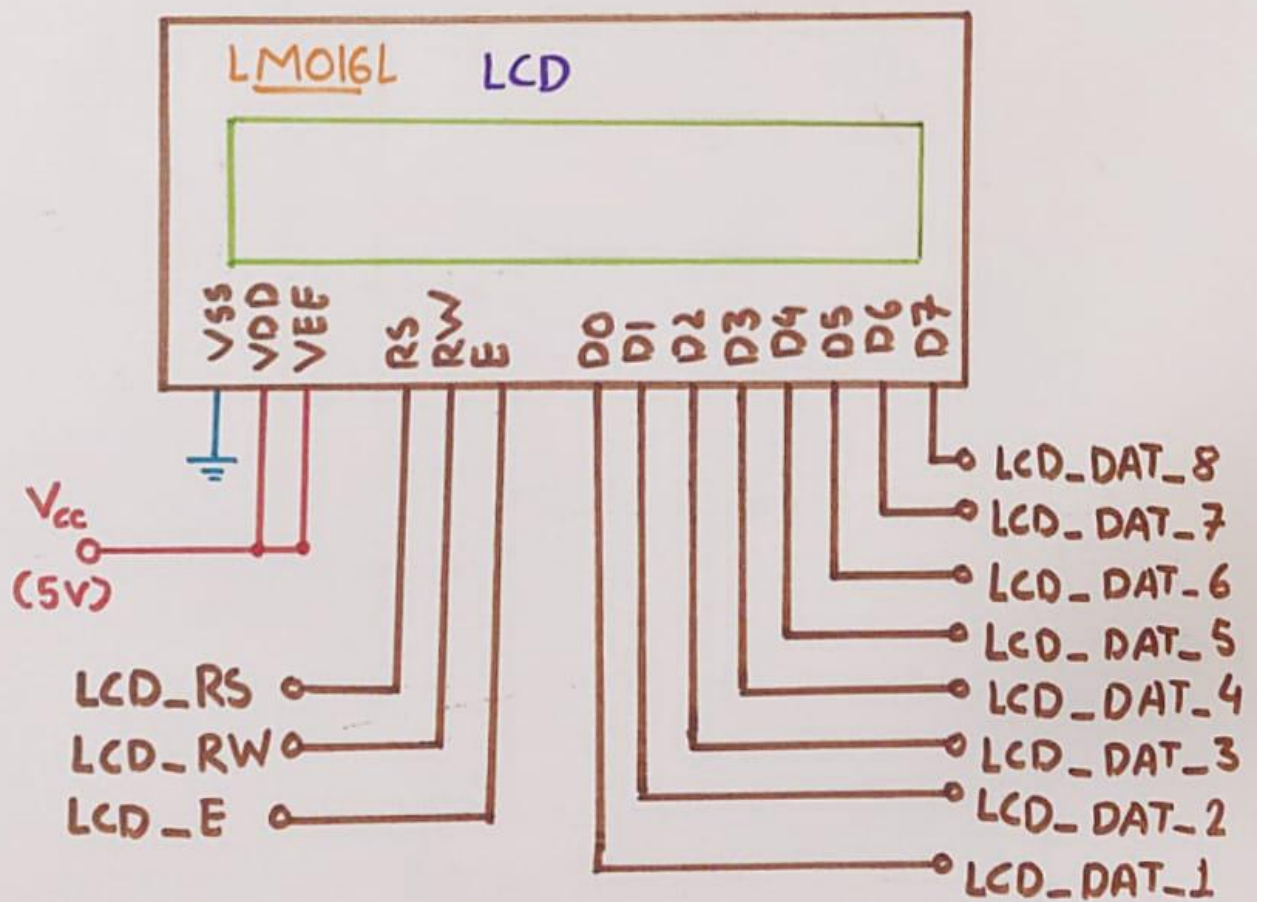 LM016L LCD
VSS VDD VEE RS RW E D0 D1 D2 D3 D4 D5 D6 D7
Vcc
(5V)
LCD_RS
LCD_RW
LCD_E
LCD_DAT_8
LCD_DAT_7
LCD_DAT_6
LCD_DAT_5
LCD_DAT_4
LCD_DAT_3
LCD_DAT_2
LCD_DAT_1